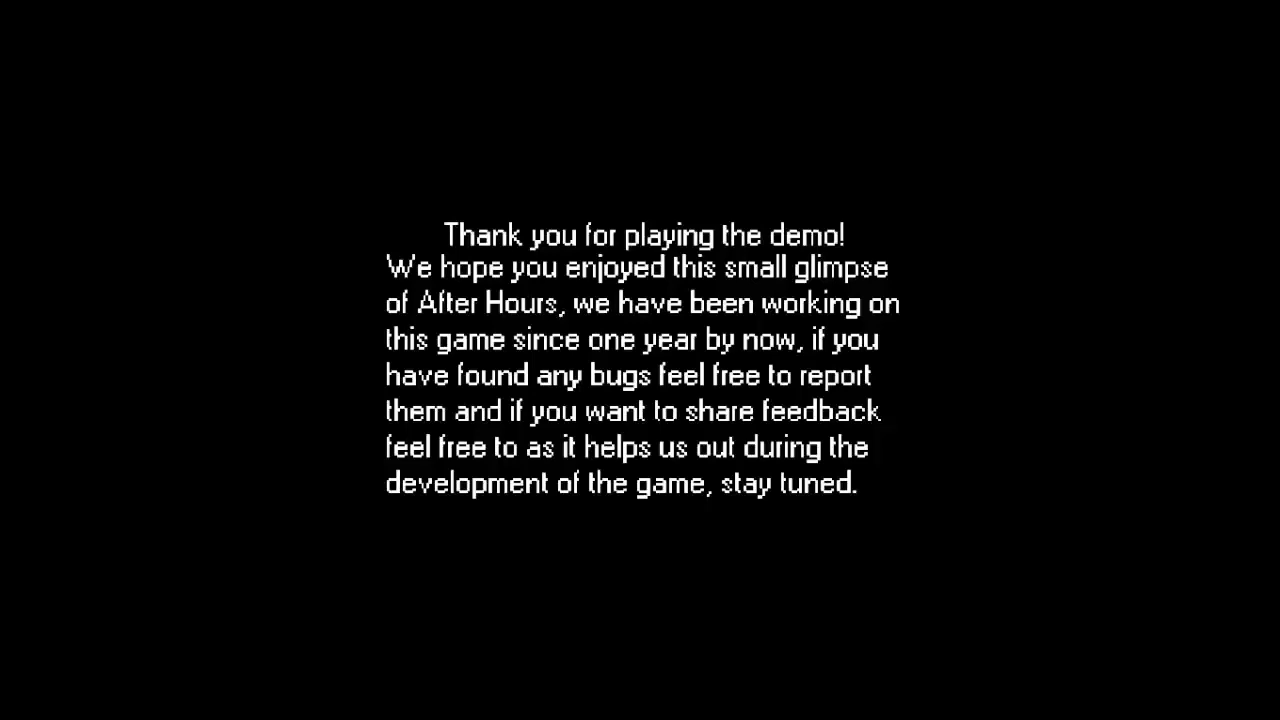 Thank you for playing the demo!
We hope you enjoyed this small glimpse
of After Hours, we have been working on
this game since one year by now, if you
have found any bugs feel free to report
them and if you want to share feedback
feel free to as it helps us out during the
development of the game, stay tuned.